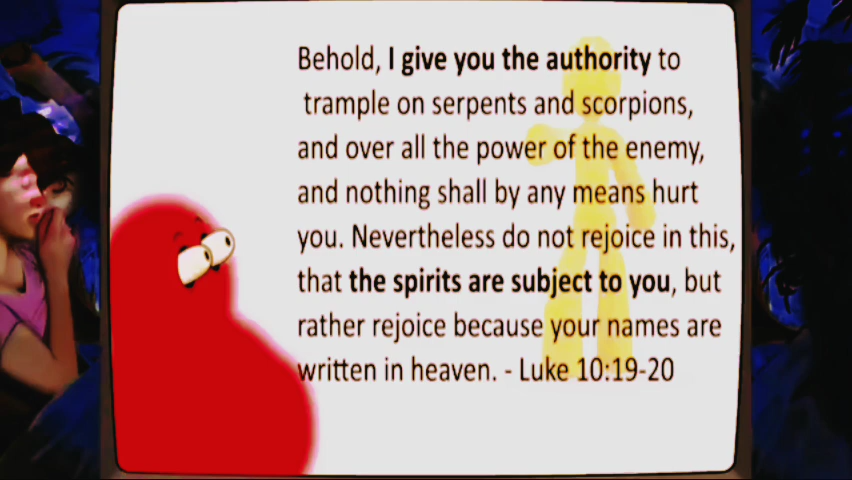 Behold, I give you the authority to
trample on serpents and scorpions,
and over all the power of the enemy,
and nothing shall by any means hurt
you. Nevertheless do not rejoice in this,
that the spirits are subject to you, but
rather rejoice because your names are
written in heaven. - Luke 10:19-20